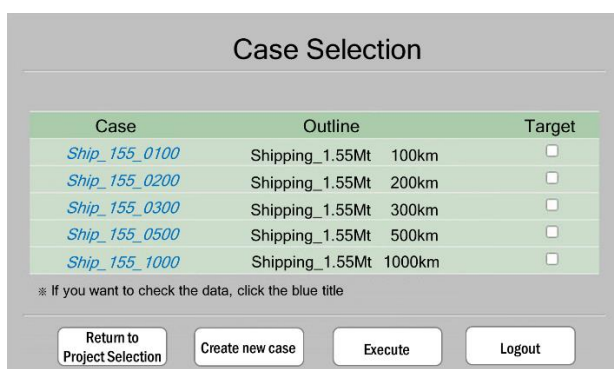 Case Selection
Case Outline Target
Ship_155_0100 Shipping_1.55Mt 100km
Ship_155_0200 Shipping_1.55Mt 200km
Ship_155_0300 Shipping_1.55Mt 300km
Ship_155_0500 Shipping_1.55Mt 500km
Ship_155_1000 Shipping_1.55Mt 1000km
※ If you want to check the data, click the blue title
Return to
Project Selection
Create new case
Execute
Logout